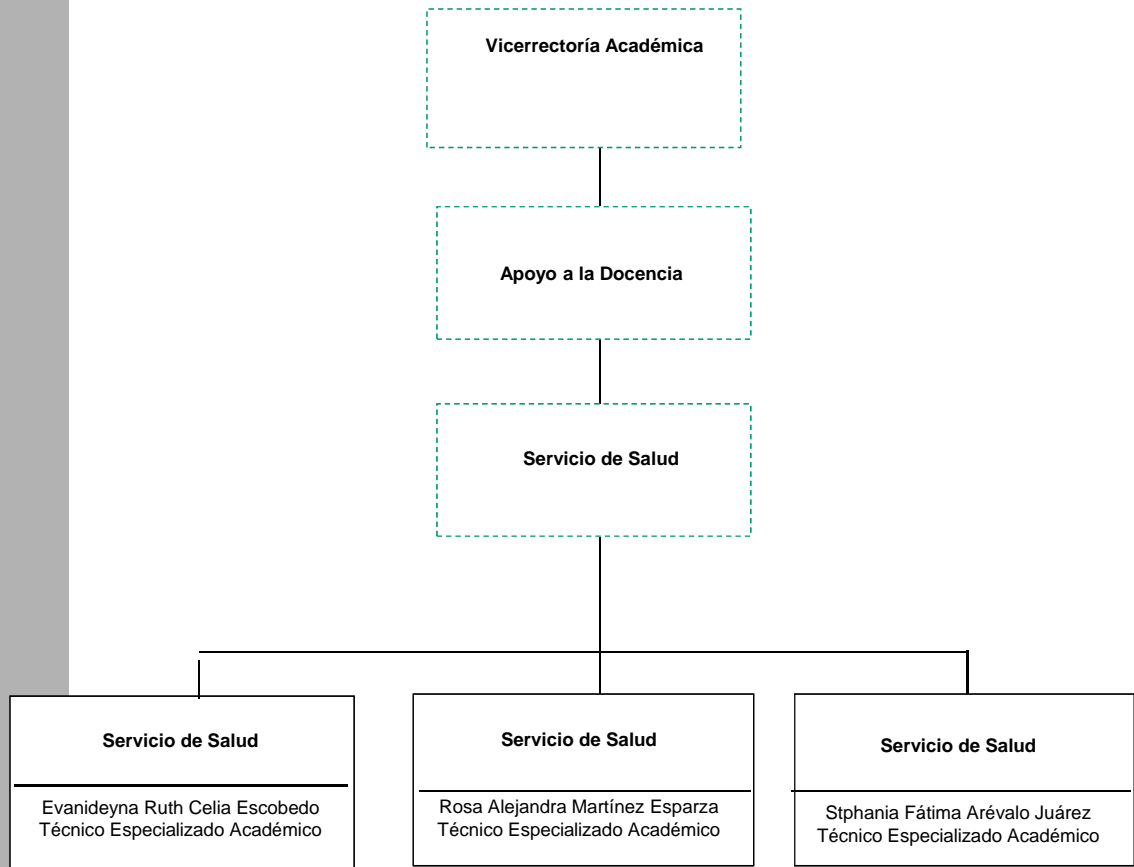 Vicerrectoría Académica
Apoyo a la Docencia
Servicio de Salud
Servicio de Salud
Evanideyna Ruth Celia Escobedo
Técnico Especializado Académico
Servicio de Salud
Rosa Alejandra Martínez Esparza
Técnico Especializado Académico
Servicio de Salud
Stphania Fátima Arévalo Juárez
Técnico Especializado Académico